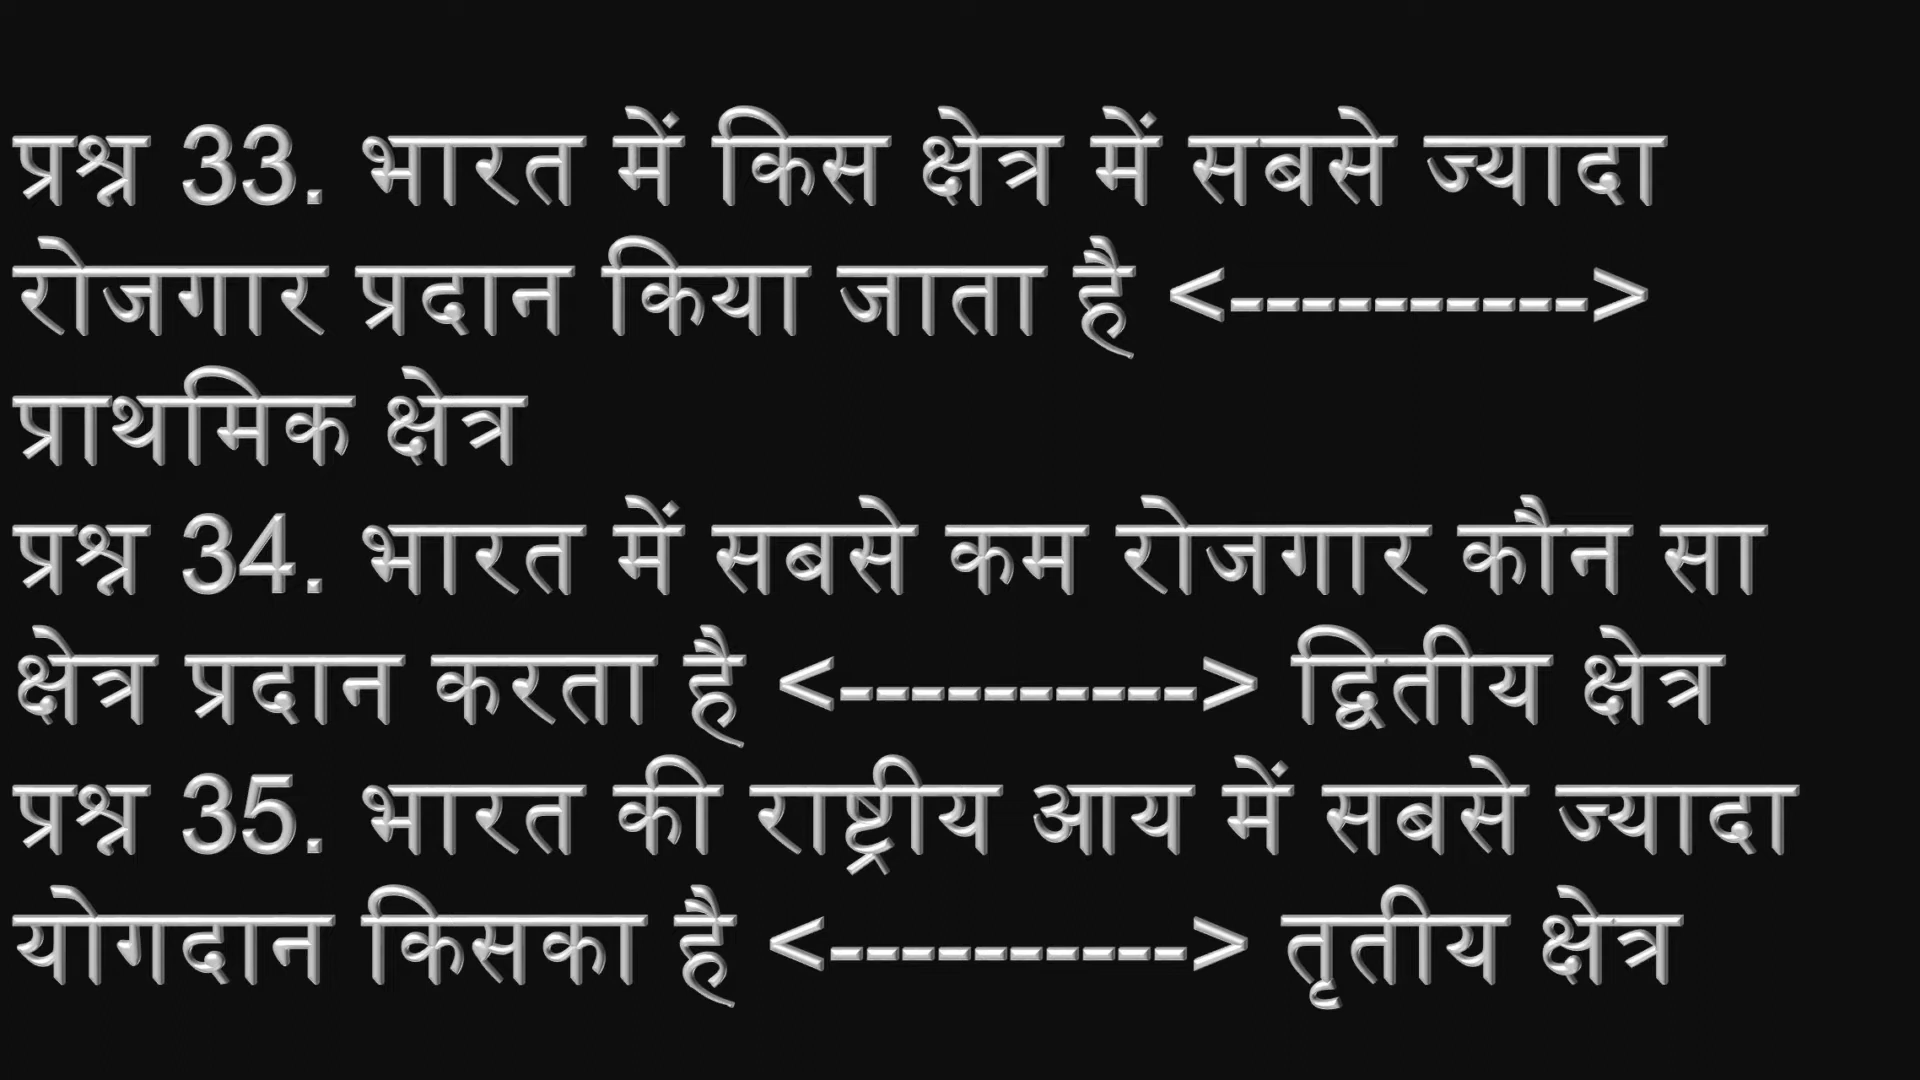 प्रश्न 33. भारत में किस क्षेत्र में सबसे ज्यादा
रोजगार प्रदान किया जाता है <---------->
प्राथमिक क्षेत्र
प्रश्न 34. भारत में सबसे कम रोजगार कौन सा
क्षेत्र प्रदान करता है <----------> द्वितीय क्षेत्र
प्रश्न 35. भारत की राष्ट्रीय आय में सबसे ज्यादा
योगदान किसका है <----------> तृतीय क्षेत्र